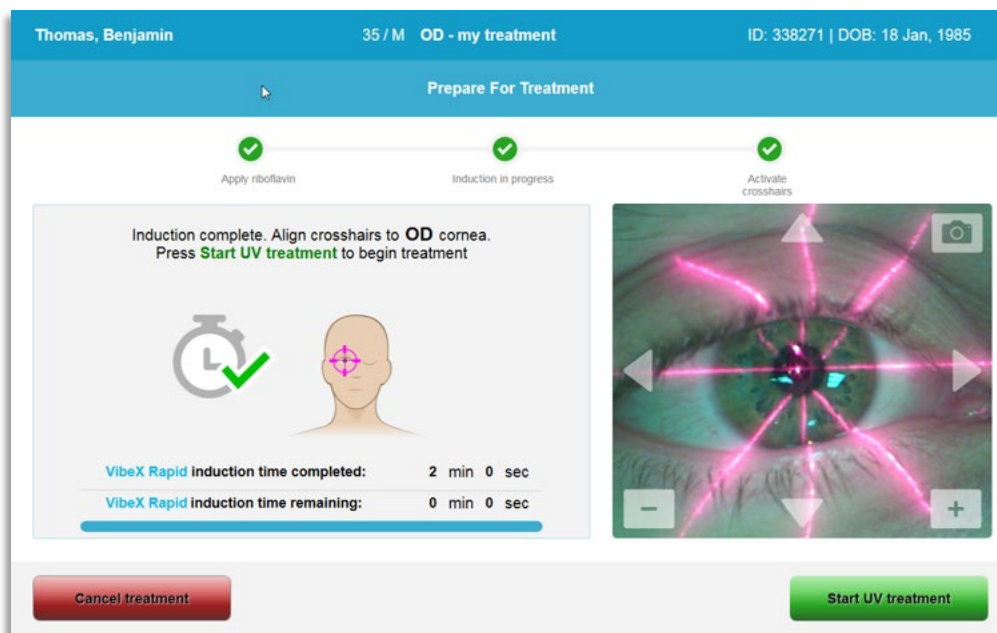 Thomas, Benjamin 35 / M OD - my treatment ID: 338271 | DOB: 18 Jan, 1985
Prepare For Treatment
Apply riboflavin Induction in progress Activate
crosshairs
Induction complete. Align crosshairs to OD cornea.
Press Start UV treatment to begin treatment
VibeX Rapid induction time completed: 2 min 0 sec
VibeX Rapid induction time remaining: 0 min 0 sec
Cancel treatment Start UV treatment